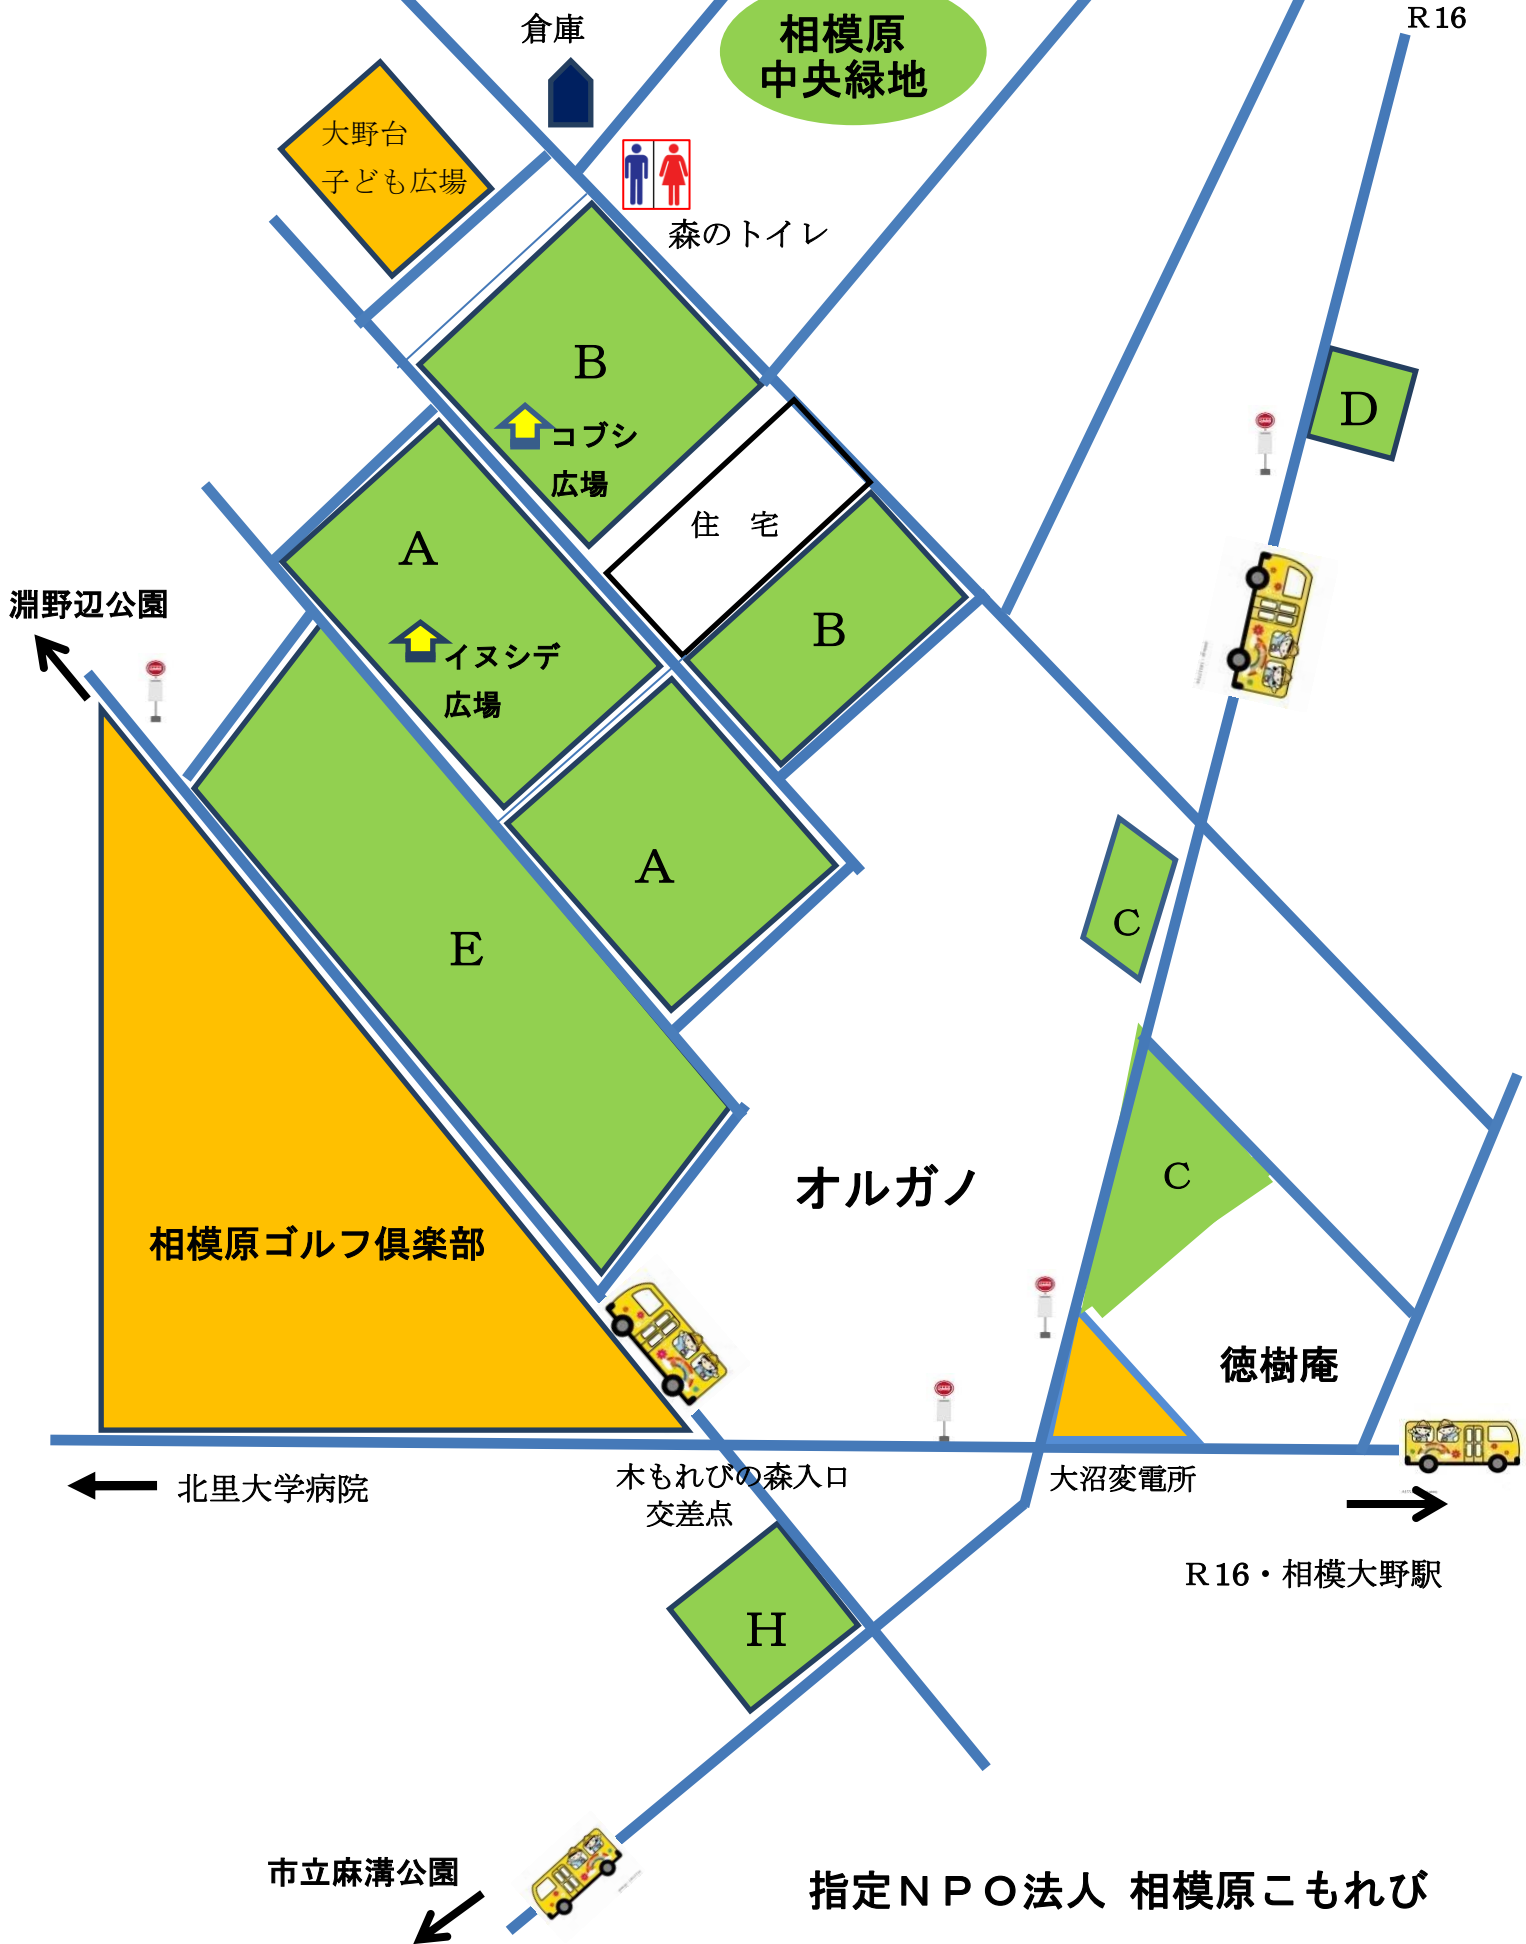 Ｒ16
倉庫
相模原
中央緑地
大野台
子ども広場
森のトイレ
B
D
コブシ
広場
住　宅
A
淵野辺公園
B
イヌシデ
広場
A
C
E
C
オルガノ
相模原ゴルフ倶楽部
徳樹庵
木もれびの森入口
交差点
大沼変電所
北里大学病院
Ｒ16・相模大野駅
H
市立麻溝公園
指定ＮＰＯ法人 相模原こもれび